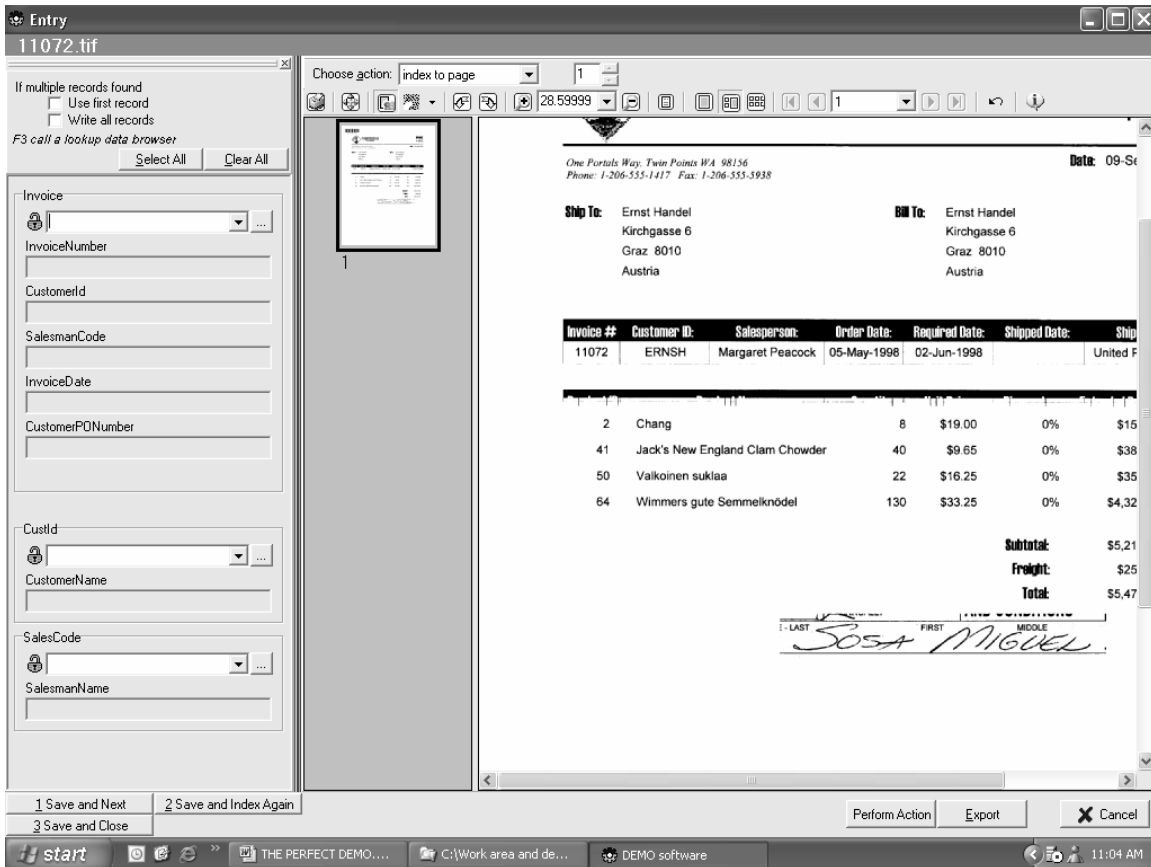 Entry
11072.tif
If multiple records found
Use first record
Write all records
F3 call a lookup data browser
Select All
Clear All
Invoice
...
InvoiceNumber
CustomerId
SalesmanCode
InvoiceDate
CustomerPONumber
CustId
...
CustomerName
SalesCode
...
SalesmanName
1 Save and Next
2 Save and Index Again
3 Save and Close
Choose action: index to page
1
28.59999
1
1
One Portals Way, Twin Points WA 98156
Phone: 1-206-555-1417 Fax: 1-206-555-5938
Date: 09-Se
Ship To: Ernst Handel
Kirchgasse 6
Graz 8010
Austria
Bill To: Ernst Handel
Kirchgasse 6
Graz 8010
Austria
Invoice # Customer ID: Salesperson: Order Date: Required Date: Shipped Date: Ship
11072 ERNSH Margaret Peacock 05-May-1998 02-Jun-1998 United
2 Chang 8 $19.00 0% $15
41 Jack's New England Clam Chowder 40 $9.65 0% $38
50 Valkoinen suklaa 22 $16.25 0% $35
64 Wimmers gute Semmelknödel 130 $33.25 0% $4,32
Subtotal: $5,21
Freight: $25
Total: $5,47
AND CONDITIONS
E - LAST FIRST MIDDLE
SOSA MIGUEL
Perform Action
Export
Cancel
start
THE PERFECT DEMO....
C:\Work area and de...
DEMO software
11:04 AM